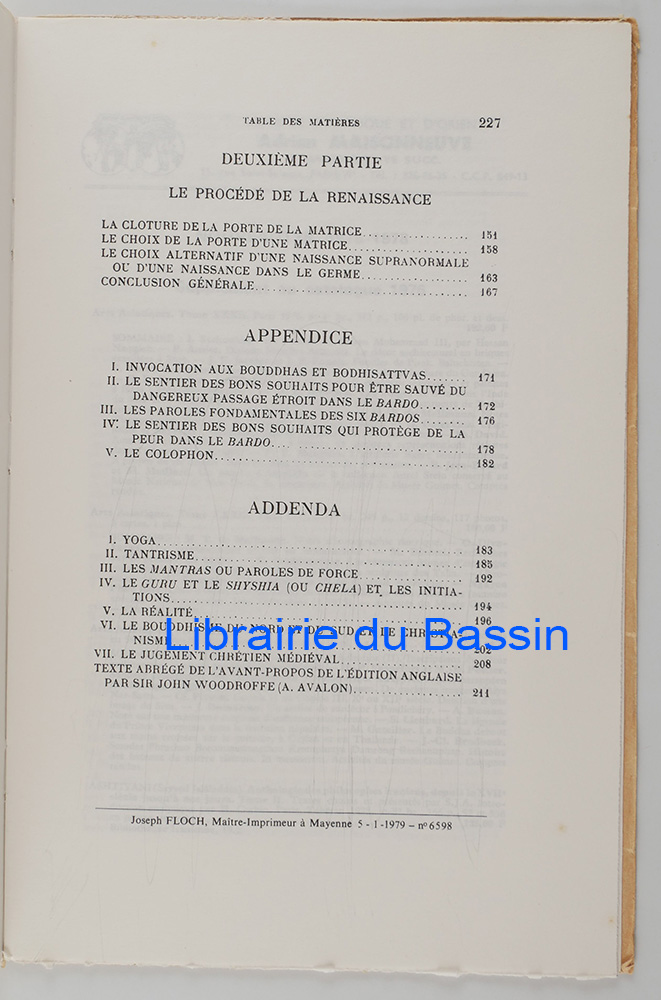 TABLE DES MATIÈRES 227
DEUXIÈME PARTIE
LE PROCÉDÉ DE LA RENAISSANCE
LA CLOTURE DE LA PORTE DE LA MATRICE.................. 151
LE CHOIX DE LA PORTE D'UNE MATRICE.................... 158
LE CHOIX ALTERNATIF D'UNE NAISSANCE SUPRANORMALE
OU D'UNE NAISSANCE DANS LE GERME.................. 163
CONCLUSION GÉNÉRALE................................... 167
APPENDICE
I. INVOCATION AUX BOUDDHAS ET BODHISATTVAS....... 171
II. LE SENTIER DES BONS SOUHAITS POUR ÊTRE SAUVÉ DU
DANGEREUX PASSAGE ÉTROIT DANS LE BARDO........ 172
III. LES PAROLES FONDAMENTALES DES SIX BARDOS........ 176
IV. LE SENTIER DES BONS SOUHAITS QUI PROTÈGE DE LA
PEUR DANS LE BARDO... .......................... 178
V. LE COLOPHON........................................ 182
ADDENDA
I. YOGA................................................ 183
II. TANTRISME.......................................... 185
III. LES MANTRAS OU PAROLES DE FORCE.................. 192
IV. LE GURU ET LE SHYSHIA (OU CHELA) ET LES INITIA-
TIONS............................................... 194
V. LA RÉALITÉ.......................................... 196
VI. LE BOUDDHISME DU NORD ET DU SUD ET LE CHRISTIA-
NISME 202
Librairie du Bassin
VII. LE JUGEMENT CHRÉTIEN MÉDIÉVAL.................... 208
TEXTE ABRÉGÉ DE L'AVANT-PROPOS DE L'ÉDITION ANGLAISE
PAR SIR JOHN WOODROFFE (A. AVALON).................. 211
Joseph FLOCH, Maître-Imprimeur à Mayenne 5 - 1 -1979 – nº 6598